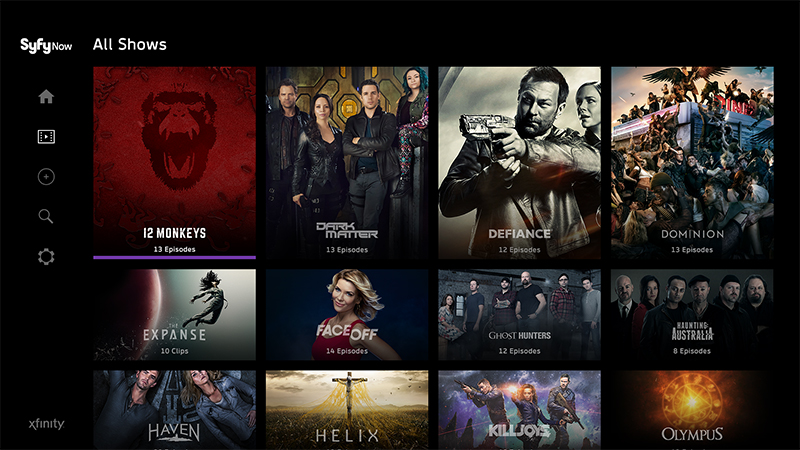 Syfy Now
All Shows
12 MONKEYS
13 Episodes
DARK
MATTER
13 Episodes
DEFIANCE
12 Episodes
DOMINION
13 Episodes
THE
EXPANSE
10 Clips
FACE OFF
14 Episodes
GHOST HUNTERS
12 Episodes
HAUNTING:
AUSTRALIA
8 Episodes
HAVEN
HELIX
KILLJOYS
OLYMPUS
xfinity